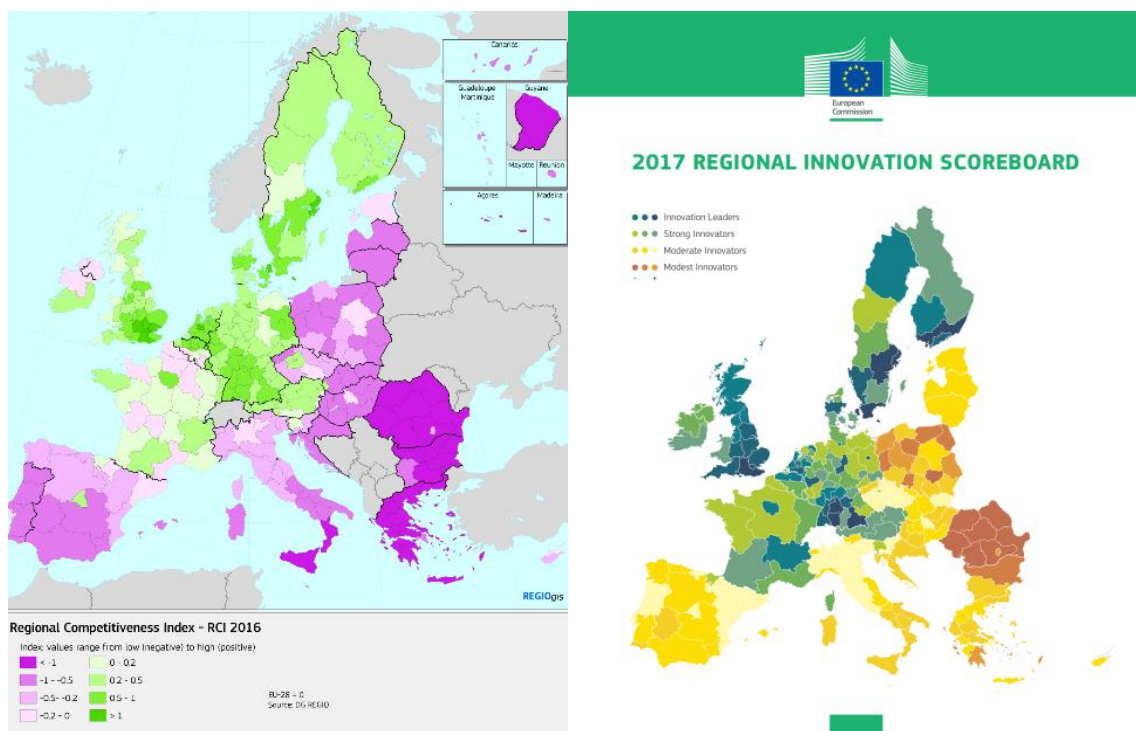 Canarias
Guadeloupe
Martinique
Guyane
Mayotte
Réunion
Açores
Madeira
REGIOgis
Regional Competitiveness Index - RCI 2016
Index: values range from low (negative) to high (positive)
< -1
-1 - -0.5
-0.5- -0.2
-0.2 - 0
0 - 0.2
0.2 - 0.5
0.5 - 1
> 1
EU-28 = 0
Source: DG REGIO
European
Commission
2017 REGIONAL INNOVATION SCOREBOARD
Innovation Leaders
Strong Innovators
Moderate Innovators
Modest Innovators
- +